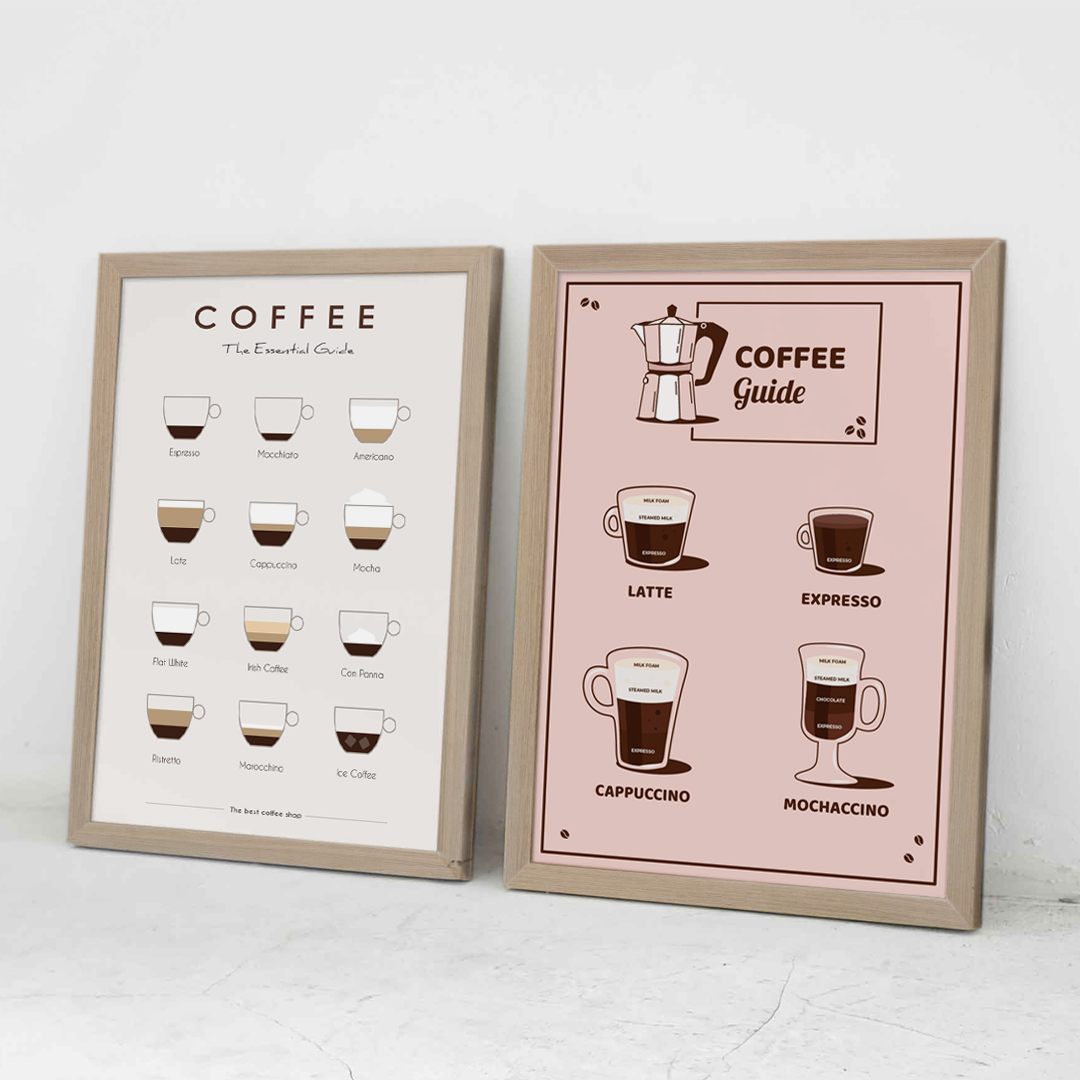 COFFEE
The Essential Guide
Espresso
Macchiato
Americano
Late
Cappuccino
Mocha
Flat White
Irish Coffee
Con Panna
Ristretto
Marocchino
Ice Coffee
The best coffee shop
COFFEE
Guide
MILK FOAM
STEAMED MILK
EXPRESSO
LATTE
EXPRESSO
EXPRESSO
MILK FOAM
STEAMED MILK
EXPRESSO
CAPPUCCINO
MILK FOAM
STEAMED MILK
CHOCOLATE
EXPRESSO
MOCHACCINO